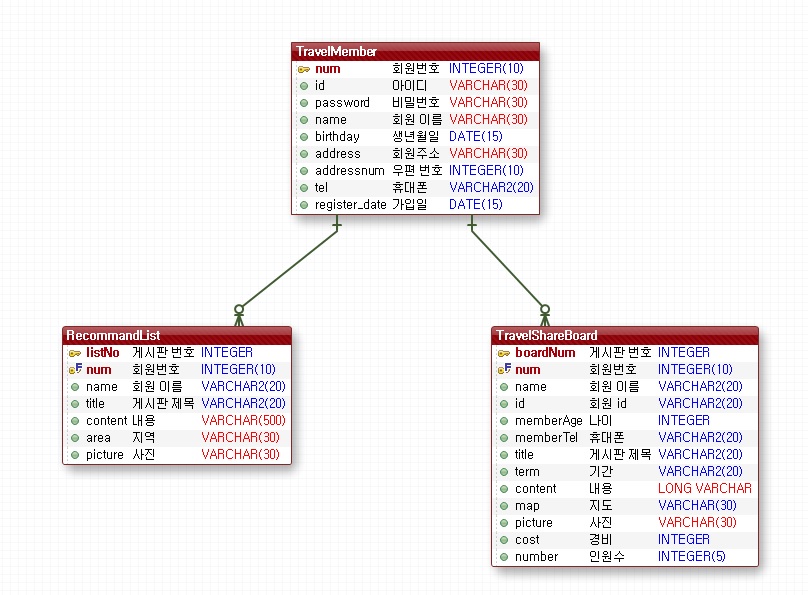 TravelMember
num 회원번호 INTEGER(10)
id 아이디 VARCHAR(30)
password 비밀번호 VARCHAR(30)
name 회원 이름 VARCHAR(30)
birthday 생년월일 DATE(15)
address 회원주소 VARCHAR(30)
addressnum 우편 번호 INTEGER(10)
tel 휴대폰 VARCHAR2(20)
register_date 가입일 DATE(15)
RecommandList
listNo 게시판 번호 INTEGER
num 회원번호 INTEGER(10)
name 회원 이름 VARCHAR2(20)
title 게시판 제목 VARCHAR2(20)
content 내용 VARCHAR(500)
area 지역 VARCHAR(30)
picture 사진 VARCHAR(30)
TravelShareBoard
boardNum 게시판 번호 INTEGER
num 회원번호 INTEGER(10)
name 회원 이름 VARCHAR2(20)
id 회원 id VARCHAR2(20)
memberAge 나이 INTEGER
memberTel 휴대폰 VARCHAR2(20)
title 게시판 제목 VARCHAR2(20)
term 기간 VARCHAR2(20)
content 내용 LONG VARCHAR
map 지도 VARCHAR(30)
picture 사진 VARCHAR(30)
cost 경비 INTEGER
number 인원수 INTEGER(5)